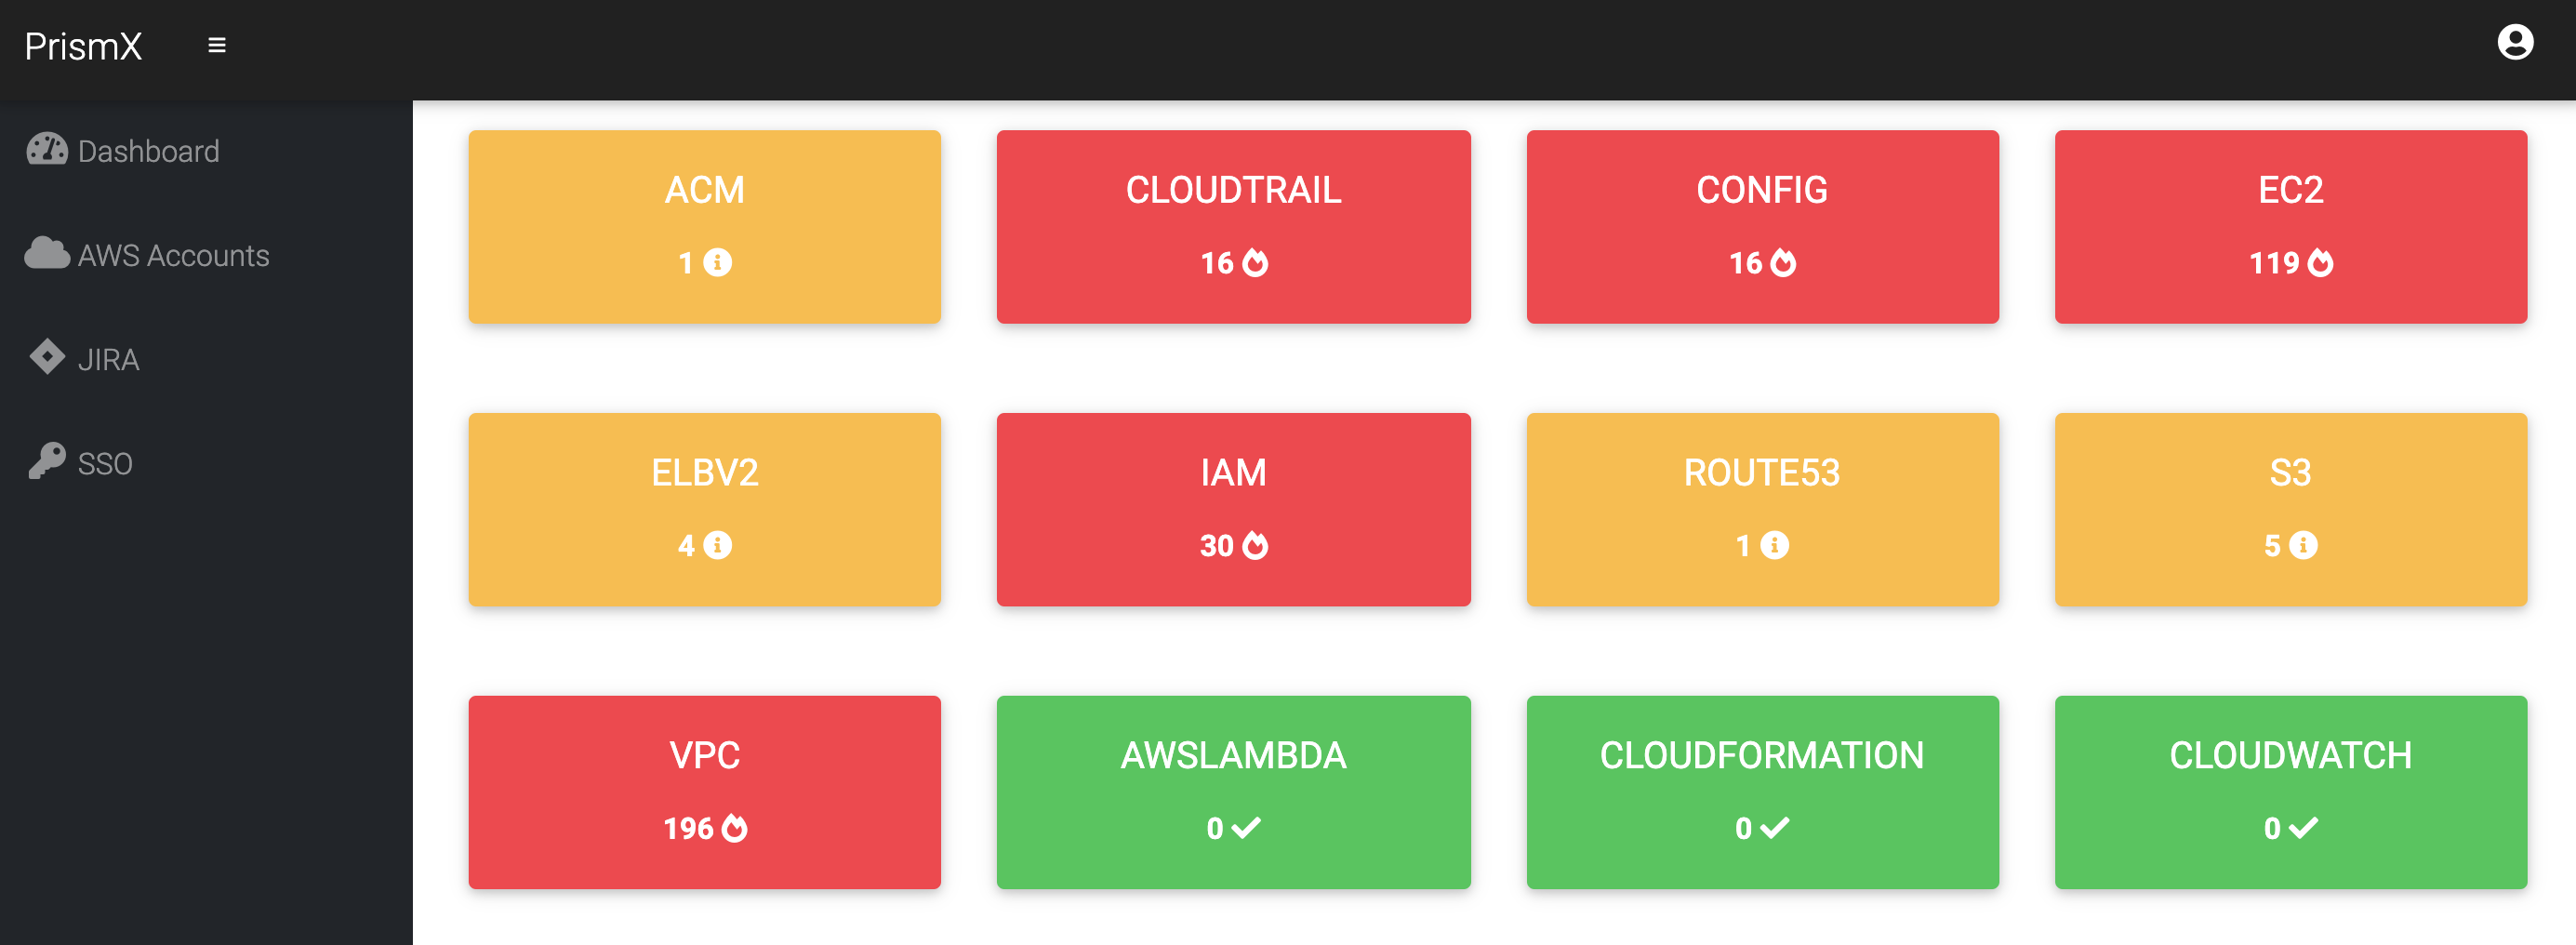 PrismX
Dashboard
AWS Accounts
JIRA
SSO
ACM
1
CLOUDTRAIL
16
CONFIG
16
EC2
119
ELBV2
4
IAM
30
ROUTE53
1
S3
5
VPC
196
AWSLAMBDA
0
CLOUDFORMATION
0
CLOUDWATCH
0